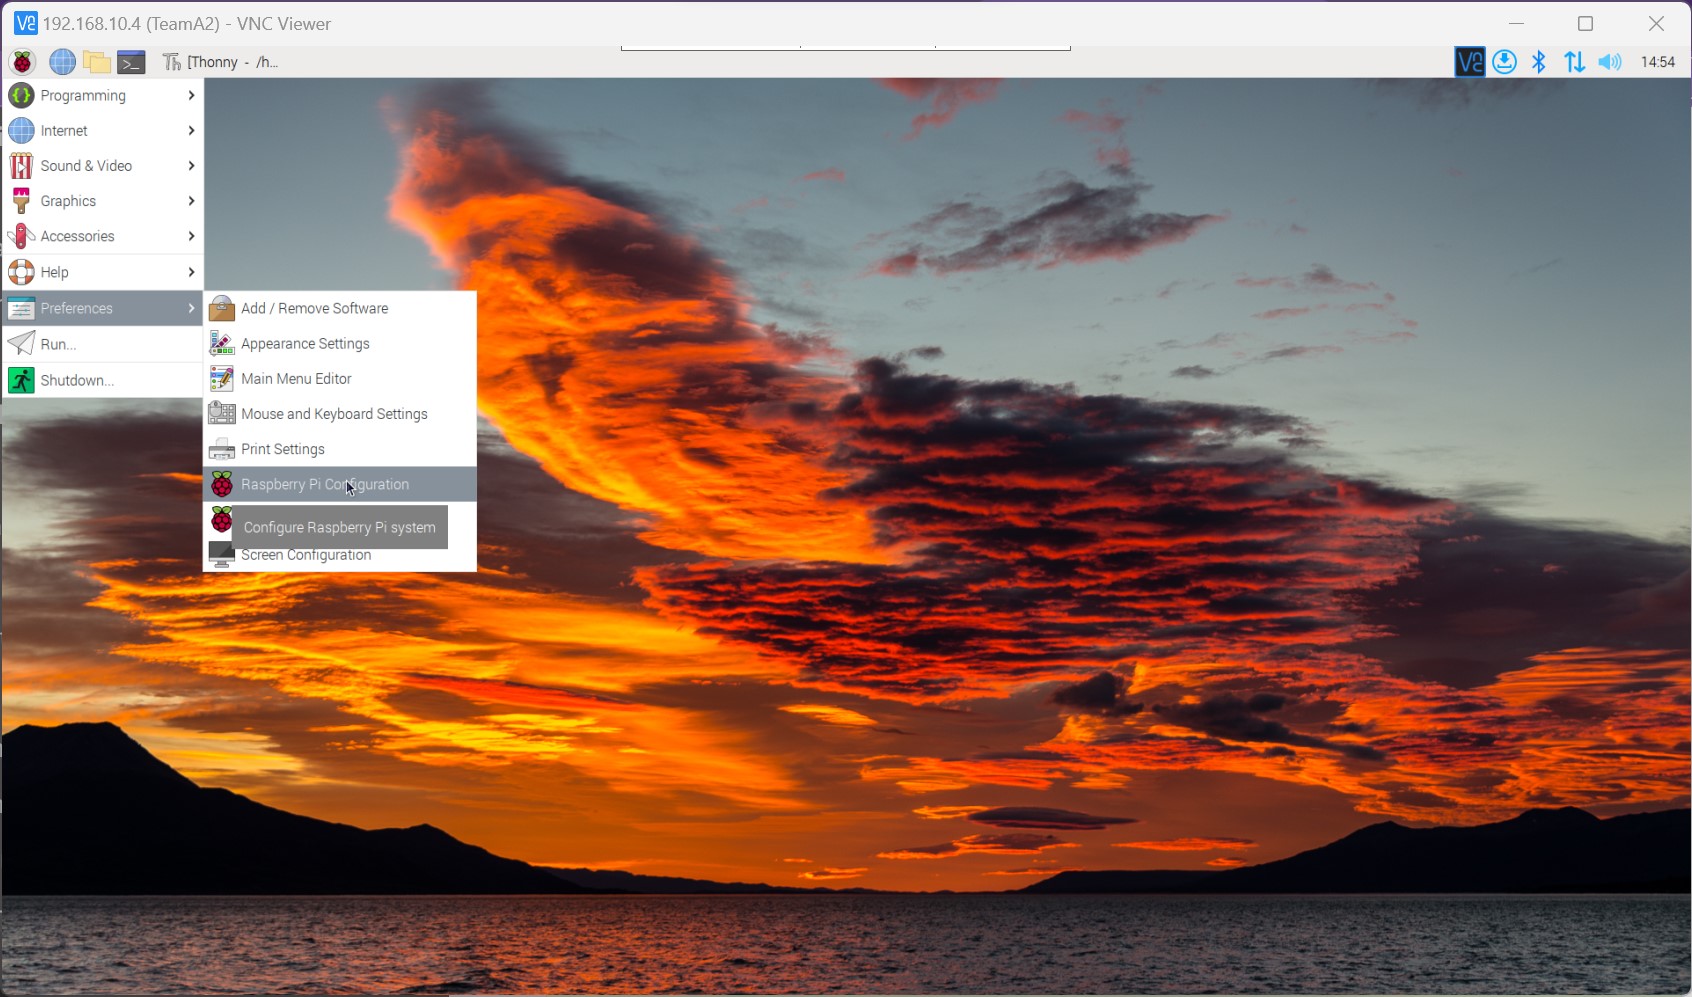 192.168.10.4 (TeamA2) - VNC Viewer
[Thonny - /h...
14:54
Programming
Internet
Sound & Video
Graphics
Accessories
Help
Preferences
Run...
Shutdown...
Add / Remove Software
Appearance Settings
Main Menu Editor
Mouse and Keyboard Settings
Print Settings
Raspberry Pi Configuration
Configure Raspberry Pi system
Screen Configuration